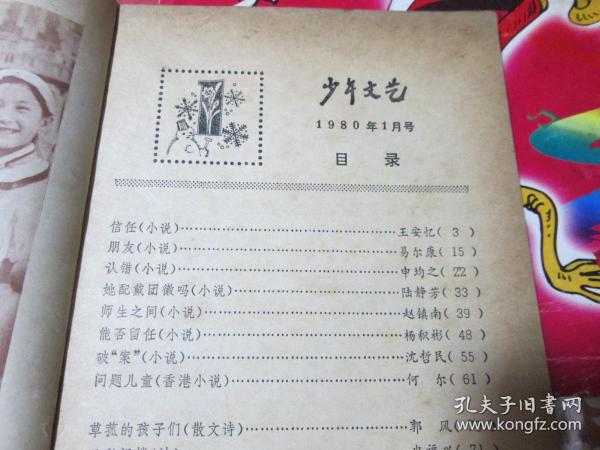 少年文艺
1980年1月号
目录
信任(小说)…………王安忆( 3 )
朋友(小说)…………易尔康( 15 )
认错(小说)…………申均之( 22 )
她配戴团徽吗(小说)…………陆静芳( 33 )
师生之间(小说)…………赵镇南( 39 )
能否留任(小说)…………杨积彬( 48 )
破“案”(小说)…………沈哲民( 55 )
问题儿童(香港小说)…………何 尔( 61 )
草莽的孩子们(散文诗)…………郭 风
孔夫子旧书网